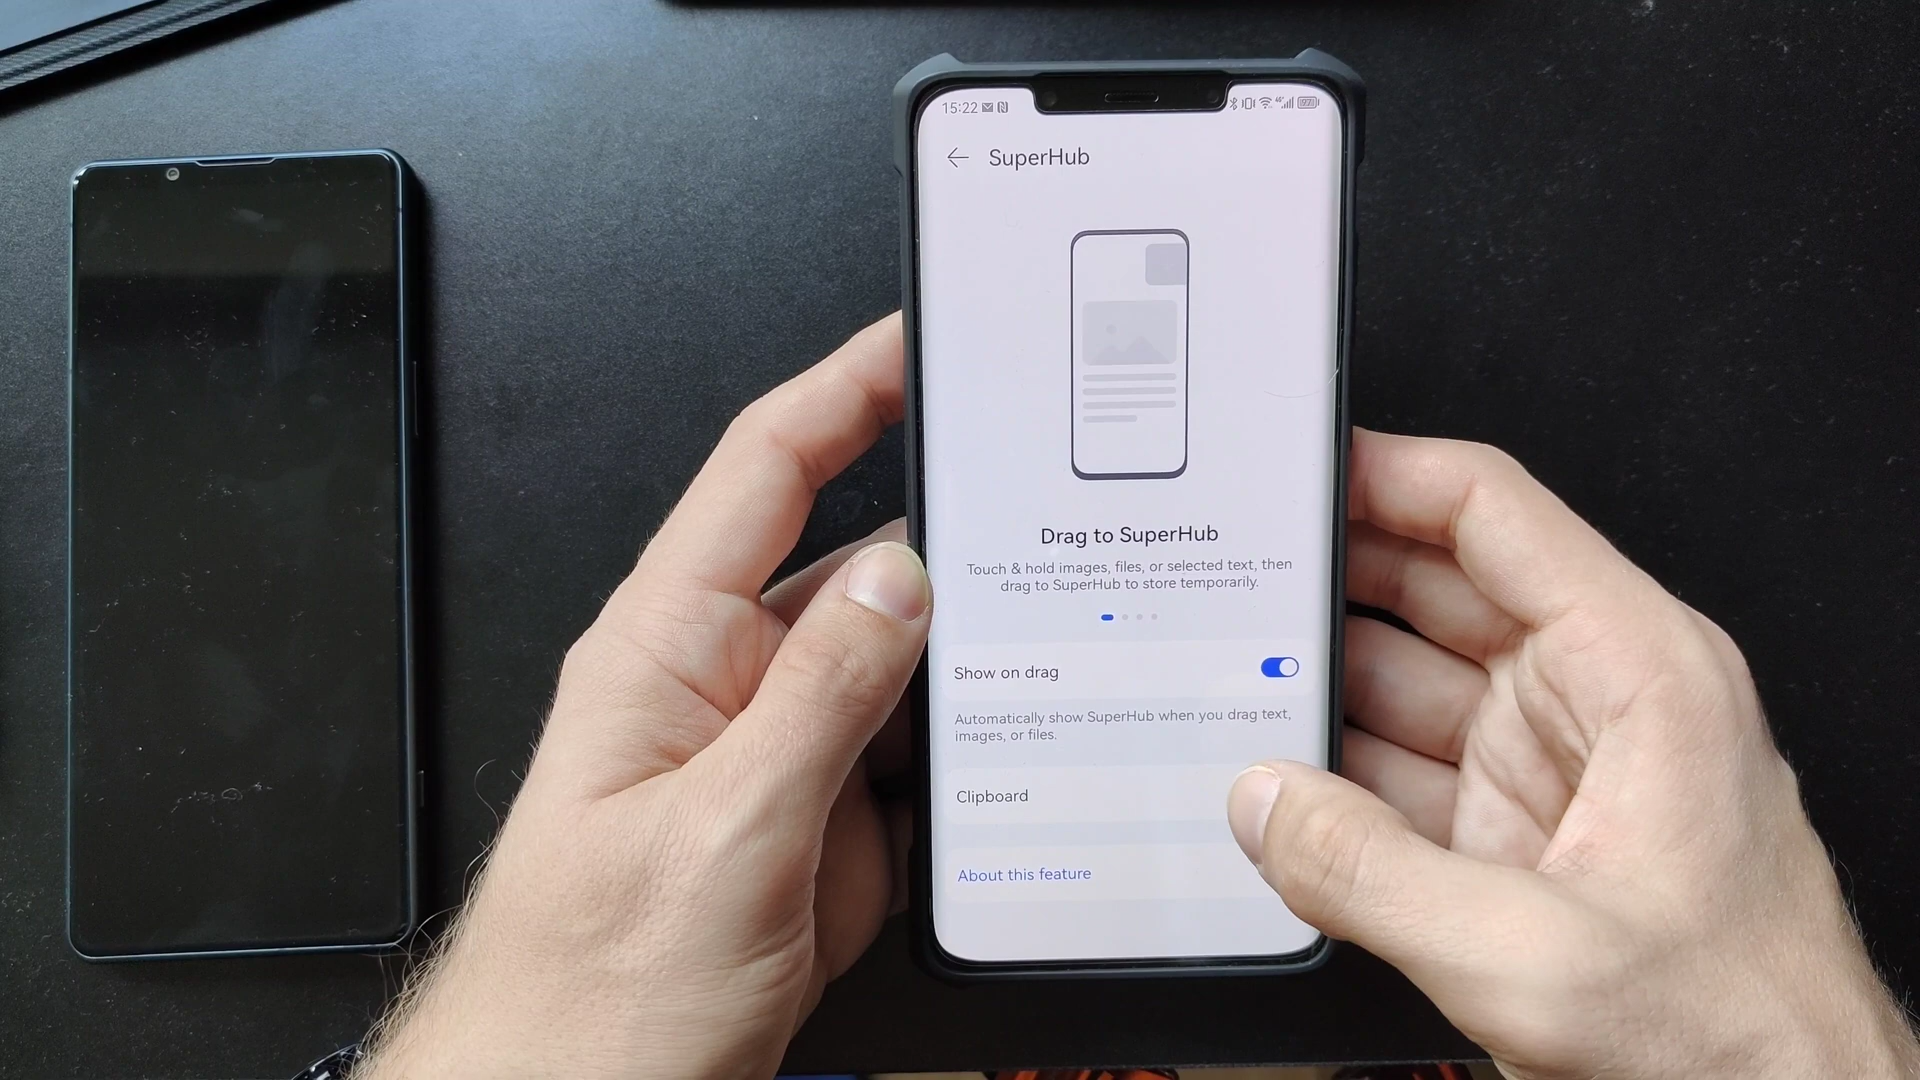 15:22
SuperHub
Drag to SuperHub
Touch & hold images, files, or selected text, then
drag to SuperHub to store temporarily.
Show on drag
Automatically show SuperHub when you drag text,
images, or files.
Clipboard
About this feature